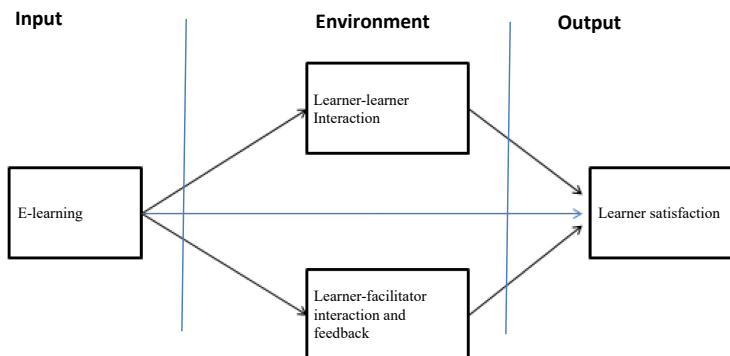 Input
Environment
Output
Learner-learner
Interaction
E-learning
Learner satisfaction
Learner-facilitator
interaction and
feedback